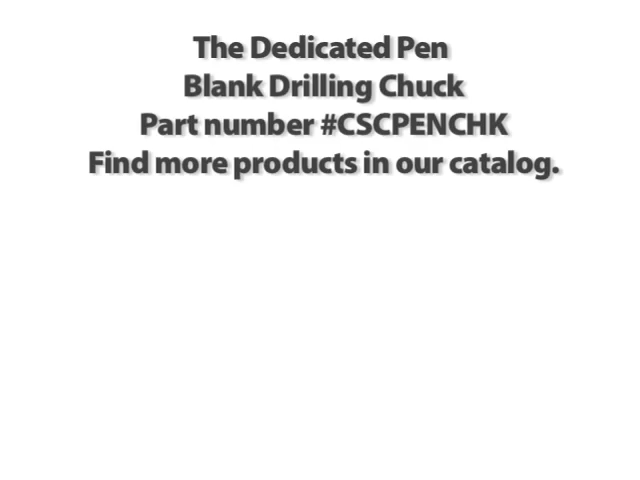 The Dedicated Pen
Blank Drilling Chuck
Part number #CSCPENCHK
Find more products in our catalog.